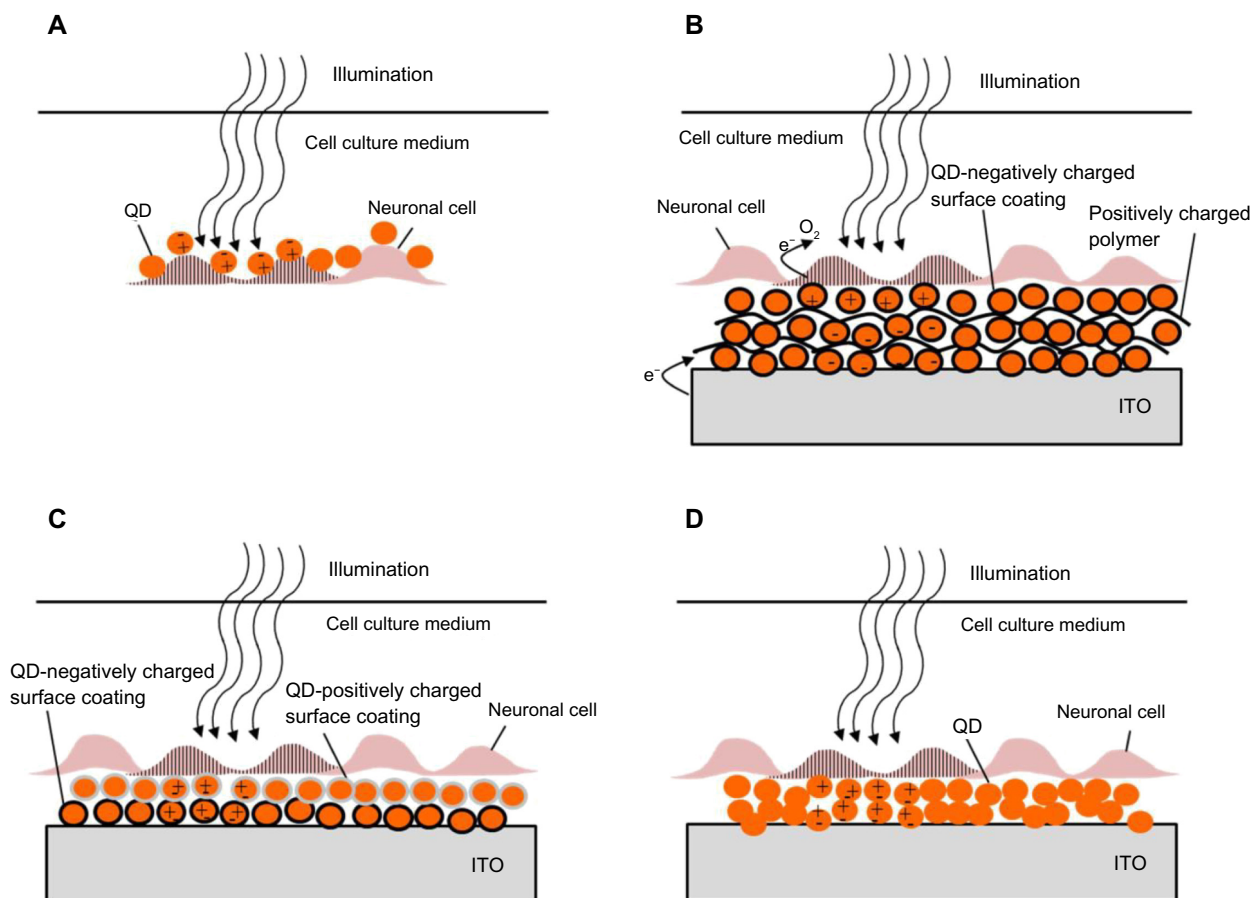 A
Illumination
Cell culture medium
QD
Neuronal cell
+ -
+ -
+ -
+ -
B
Illumination
Cell culture medium
QD-negatively charged
surface coating
Neuronal cell
Positively charged
polymer
e⁻ O₂
+ + + +
- - - -
- - - -
e⁻
ITO
C
Illumination
Cell culture medium
QD-negatively charged
surface coating
QD-positively charged
surface coating
Neuronal cell
+ - + - + -
+ - + - + -
ITO
D
Illumination
Cell culture medium
QD
Neuronal cell
+ - + - + - + -
+ - + - + - + -
ITO